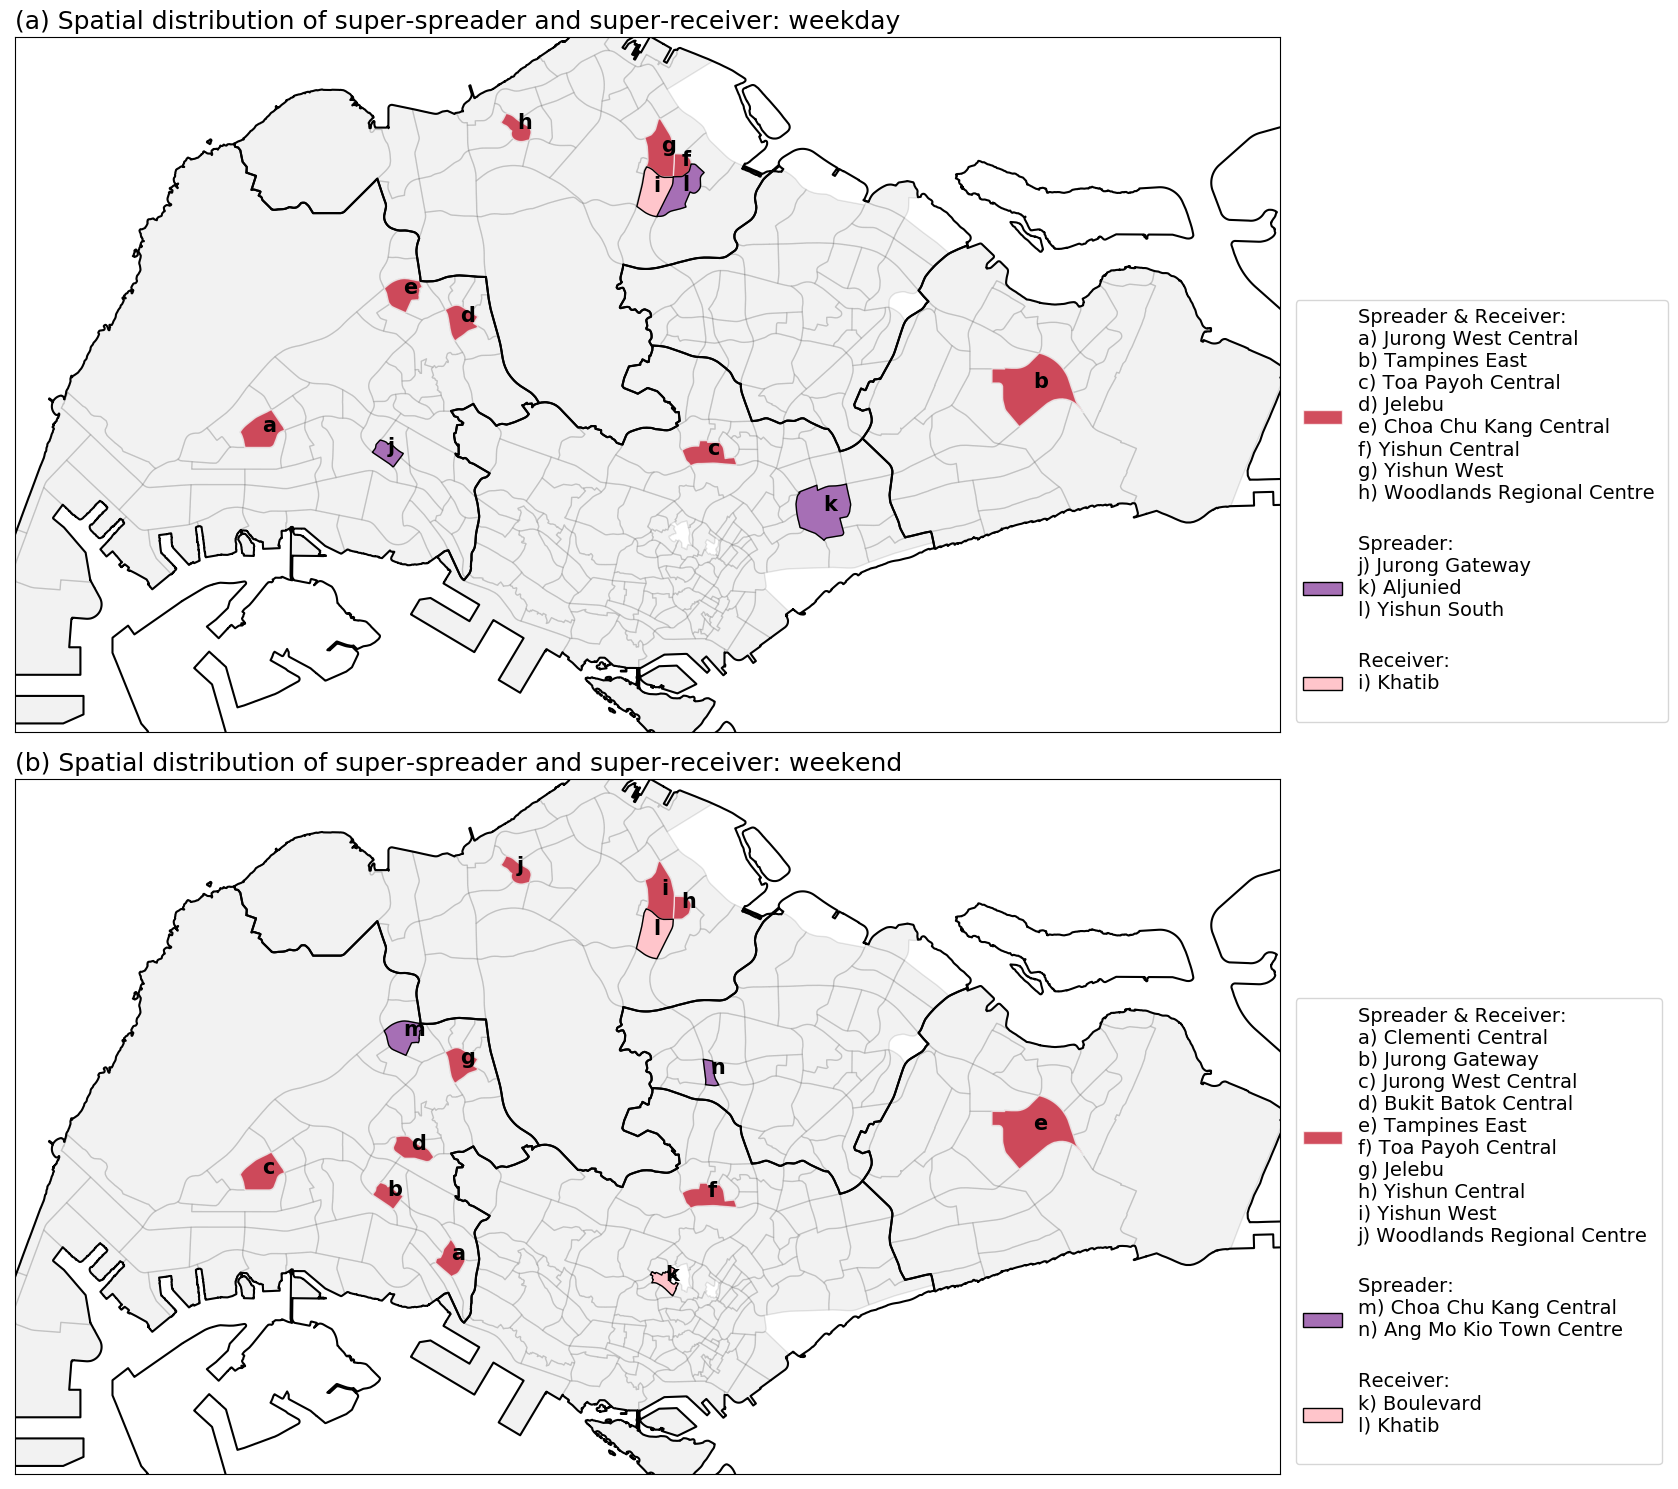 (a) Spatial distribution of super-spreader and super-receiver: weekday
h
g
f
i
l
e
d
b
a
j
c
k
Spreader & Receiver:
a) Jurong West Central
b) Tampines East
c) Toa Payoh Central
d) Jelebu
e) Choa Chu Kang Central
f) Yishun Central
g) Yishun West
h) Woodlands Regional Centre
Spreader:
j) Jurong Gateway
k) Aljunied
l) Yishun South
Receiver:
i) Khatib
(b) Spatial distribution of super-spreader and super-receiver: weekend
j
i
h
l
m
g
n
e
d
c
b
f
a
k
Spreader & Receiver:
a) Clementi Central
b) Jurong Gateway
c) Jurong West Central
d) Bukit Batok Central
e) Tampines East
f) Toa Payoh Central
g) Jelebu
h) Yishun Central
i) Yishun West
j) Woodlands Regional Centre
Spreader:
m) Choa Chu Kang Central
n) Ang Mo Kio Town Centre
Receiver:
k) Boulevard
l) Khatib